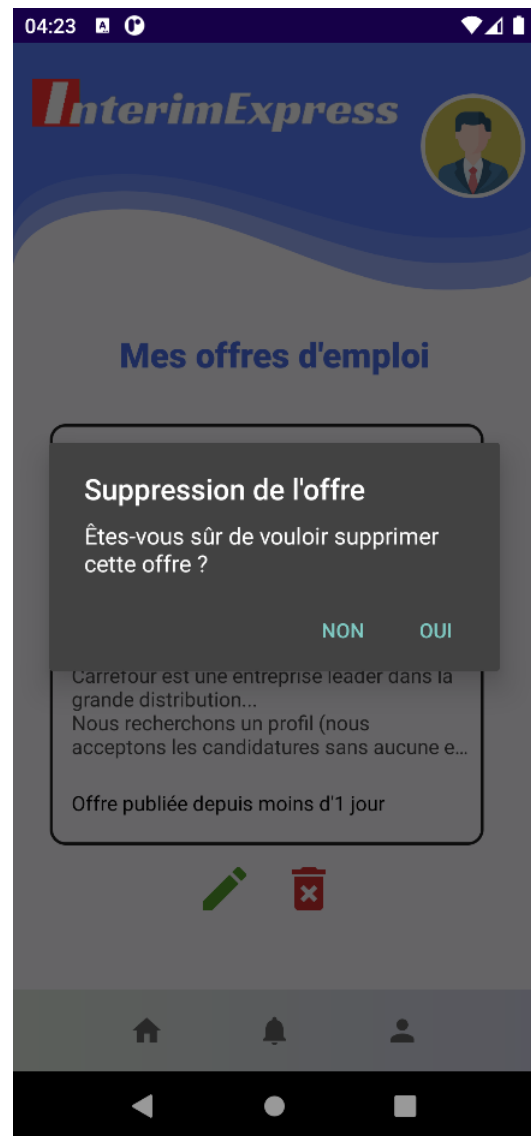 04:23
InterimExpress
Mes offres d'emploi
Suppression de l'offre
Êtes-vous sûr de vouloir supprimer
cette offre ?
NON OUI
Carrefour est une entreprise leader dans la
grande distribution...
Nous recherchons un profil (nous
acceptons les candidatures sans aucune e...
Offre publiée depuis moins d'1 jour